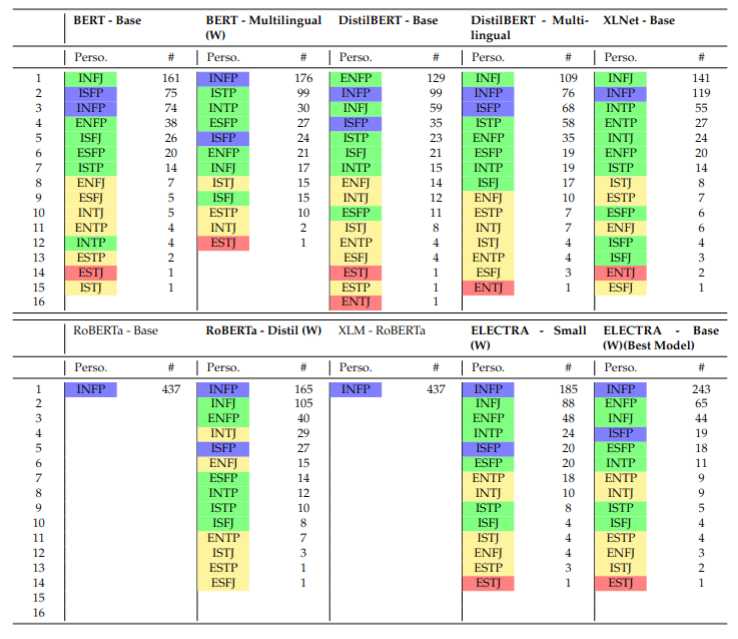 BERT - Base BERT - Multilingual (W) DistilBERT - Base DistilBERT - Multi-lingual XLNet - Base
Perso. # Perso. # Perso. # Perso. # Perso. #
1 INFJ 161 INFP 176 ENFP 129 INFJ 109 INFJ 141
2 ISFP 75 ISTP 99 INFP 99 INFP 76 INFP 119
3 INFP 74 INTP 30 INFJ 59 ISFP 68 INTP 55
4 ENFP 38 ESFP 27 ISFP 35 ISTP 58 ENTP 27
5 ISFJ 26 ISFP 24 ISTP 23 ENFP 35 INTJ 24
6 ESFP 20 ENFP 21 ISFJ 21 ESFP 19 ENFP 20
7 ISTP 14 INFJ 17 INTP 15 INTP 19 ISTP 14
8 ENFJ 7 ISTJ 15 ENFJ 14 ISFJ 17 ISTJ 8
9 ESFJ 5 ISFJ 15 INTJ 12 ENFJ 10 ESTP 7
10 INTJ 5 ESTP 10 ESFP 11 ESTP 7 ESFP 6
11 ENTP 4 INTJ 2 ISTJ 8 INTJ 7 ENFJ 6
12 INTP 4 ESTJ 1 ENTP 4 ISTJ 4 ISFP 4
13 ESTP 2 ESFJ 4 ENTP 4 ISFJ 3
14 ESTJ 1 ESTJ 1 ESFJ 3 ENTJ 2
15 ISTJ 1 ESTP 1 ENTJ 1 ESFJ 1
16 ENTJ 1
RoBERTa - Base RoBERTa - Distil (W) XLM - RoBERTa ELECTRA - Small (W) ELECTRA - Base (W)(Best Model)
Perso. # Perso. # Perso. # Perso. # Perso. #
1 INFP 437 INFP 165 INFP 437 INFP 185 INFP 243
2 INFJ 105 INFJ 88 ENFP 65
3 ENFP 40 ENFP 48 INFJ 44
4 INTJ 29 INTP 24 ISFP 19
5 ISFP 27 ISFP 20 ESFP 18
6 ENFJ 15 ESFP 20 INTP 11
7 ESFP 14 ENTP 18 ENTP 9
8 INTP 12 INTJ 10 INTJ 9
9 ISTP 10 ISTP 8 ISTP 5
10 ISFJ 8 ISFJ 4 ISFJ 4
11 ENTP 7 ISTJ 4 ESTP 4
12 ISTJ 3 ENFJ 4 ENFJ 3
13 ESTP 1 ESTP 3 ISTJ 2
14 ESFJ 1 ESTJ 1 ESTJ 1
15
16